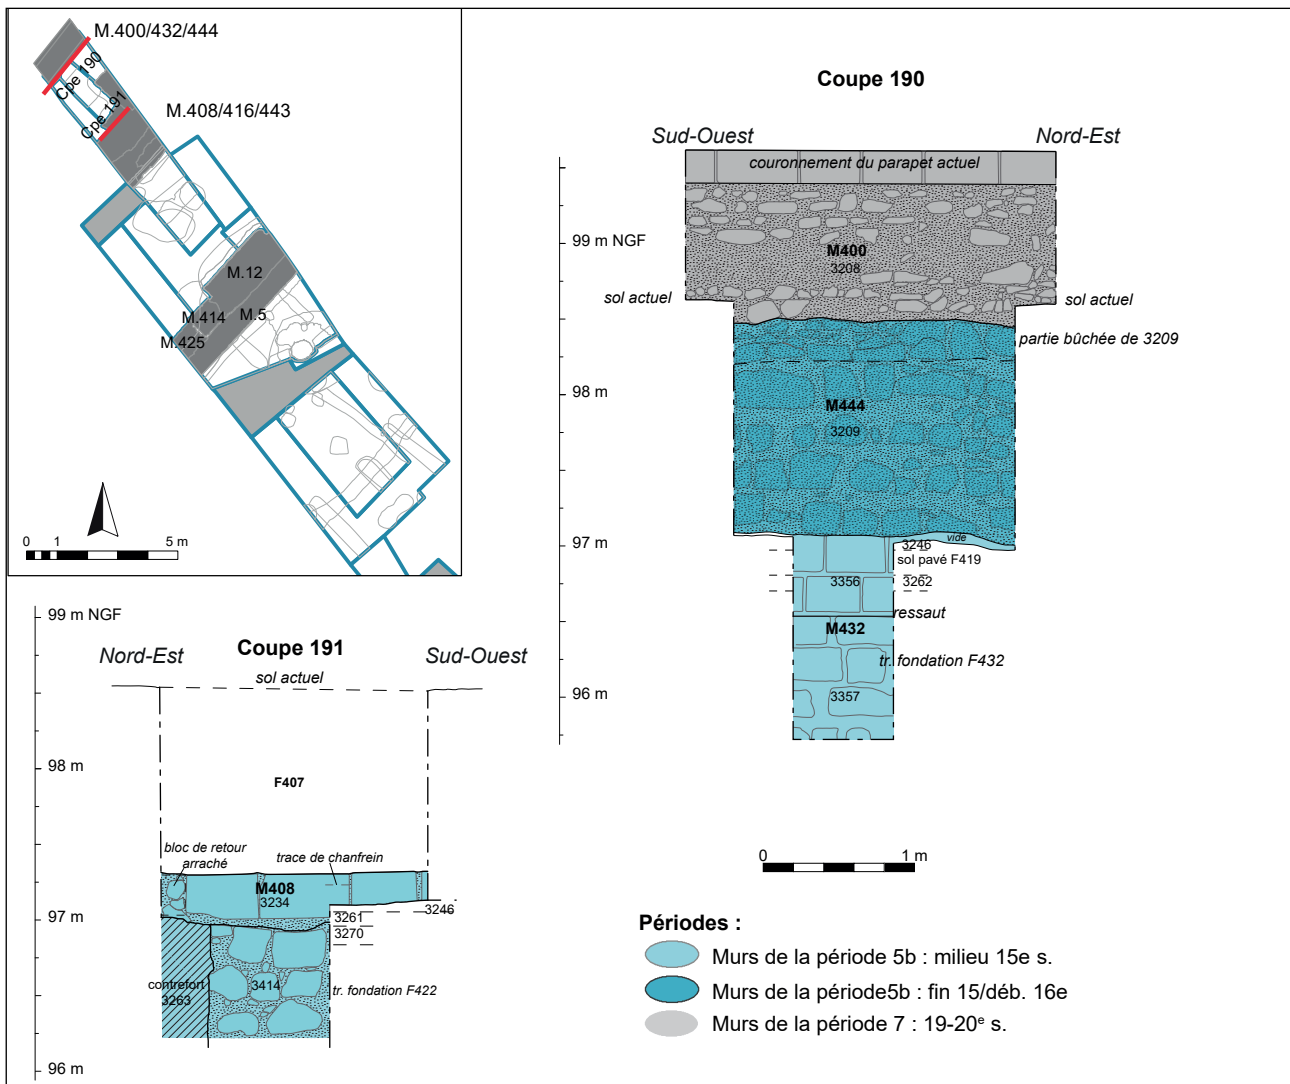 M.400/432/444
Cpe 190
Cpe 191
M.408/416/443
M.12
M.414
M.5
M.425
0 1 5 m
Coupe 190
Sud-Ouest
Nord-Est
couronnement du parapet actuel
99 m NGF
M400
3208
sol actuel
sol actuel
partie bûchée de 3209
98 m
M444
3209
97 m
vide
3246
sol pavé F419
3356
3262
ressaut
M432
tr. fondation F432
96 m
3357
99 m NGF
Coupe 191
Nord-Est
Sud-Ouest
sol actuel
98 m
F407
bloc de retour
arraché
trace de chanfrein
M408
3234
97 m
3246
3261
3270
contrefort
3263
3414
tr. fondation F422
96 m
0 1 m
Périodes :
Murs de la période 5b : milieu 15e s.
Murs de la période5b : fin 15/déb. 16e
Murs de la période 7 : 19-20e s.